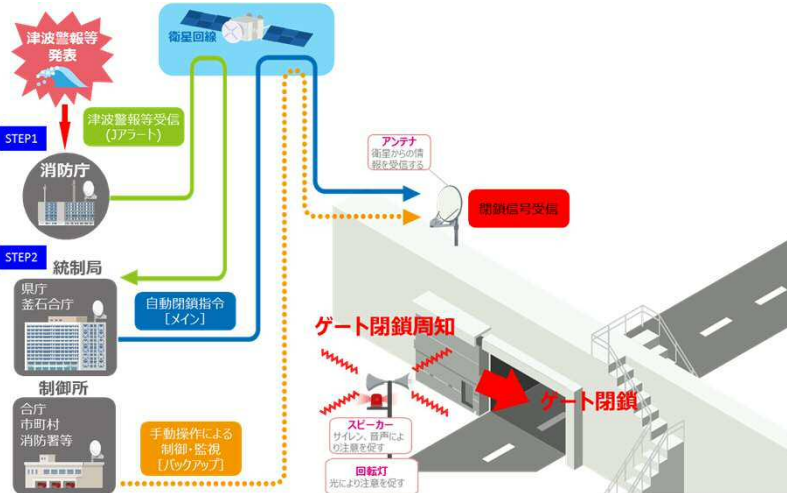 津波警報等
発表
衛星回線
津波警報等受信
(Jアラート)
STEP1
消防庁
アンテナ
衛星からの情
報を受信する
閉鎖信号受信
STEP2
統制局
県庁
釜石合庁
自動閉鎖指令
[メイン]
ゲート閉鎖周知
ゲート閉鎖
制御所
合庁
市町村
消防署等
手動操作による
制御・監視
[バックアップ]
スピーカー
サイレン、音声によ
り注意を促す
回転灯
光により注意を促す